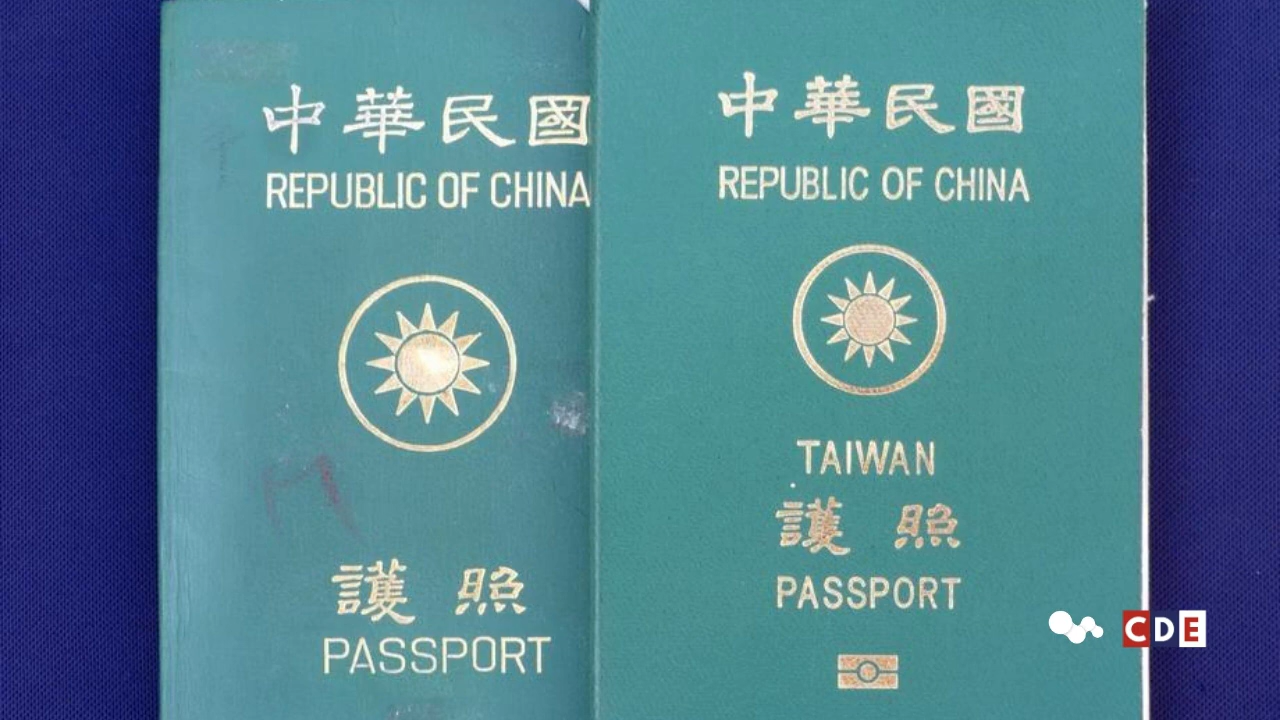 中華民國
REPUBLIC OF CHINA
護照
PASSPORT
中華民國
REPUBLIC OF CHINA
TAIWAN
護照
PASSPORT
CDE